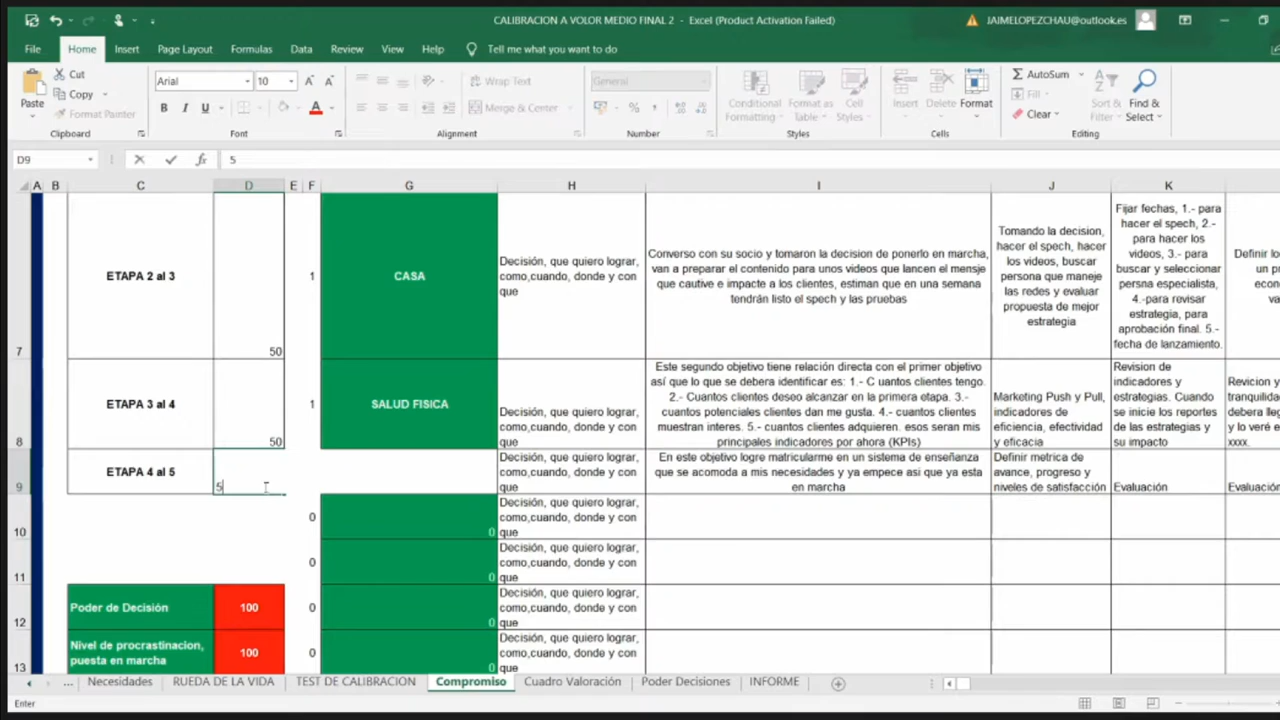 CALIBRACION A VOLOR MEDIO FINAL 2 - Excel (Product Activation Failed)
JAIMELOPEZCHAU@outlook.es
File Home Insert Page Layout Formulas Data Review View Help Tell me what you want to do
Paste
Cut
Copy
Format Painter
Clipboard
Arial 10
B I U
Font
Wrap Text
Merge & Center
Alignment
General
Number
Conditional Formatting
Format as Table
Cell Styles
Styles
Insert Delete Format
Cells
AutoSum
Fill
Clear
Sort & Filter
Find & Select
Editing
D9 fx 5
A B C D E F G H I J K
7
ETAPA 2 al 3
50
1
CASA
Decisión, que quiero lograr,
como,cuando, donde y con
que
Converso con su socio y tomaron la decision de ponerlo en marcha,
van a preparar el contenido para unos videos que lancen el mensje
que cautive e impacte a los clientes, estiman que en una semana
tendrán listo el spech y las pruebas
Tomando la decision,
hacer el spech, hacer
los videos, buscar
persona que maneje
las redes y evaluar
propuesta de mejor
estrategia
Fijar fechas, 1.- para
hacer el spech, 2.-
para hacer los
videos, 3.- para
buscar y seleccionar
persna especialista,
4.-para revisar
estrategia, para
aprobación final. 5.-
fecha de lanzamiento.
8
ETAPA 3 al 4
50
1
SALUD FISICA
Decisión, que quiero lograr,
como,cuando, donde y con
que
Este segundo objetivo tiene relación directa con el primer objetivo
así que lo que se debera identificar es: 1.- C uantos clientes tengo.
2.- Cuantos clientes deseo alcanzar en la primera etapa. 3.-
cuantos potenciales clientes dan me gusta. 4.- cuantos clientes
muestran interes. 5.- cuantos clientes adquieren. esos seran mis
principales indicadores por ahora (KPIs)
Marketing Push y Pull,
indicadores de
eficiencia, efectividad
y eficacia
Revision de
indicadores y
estrategias. Cuando
se inicie los reportes
de las estrategias y
su impacto
9
ETAPA 4 al 5
5
Decisión, que quiero lograr,
como,cuando, donde y con
que
En este objetivo logre matricularme en un sistema de enseñanza
que se acomoda a mis necesidades y ya empece asi que ya esta
en marcha
Definir metrica de
avance, progreso y
niveles de satisfacción
Evaluación
10
0
0
Decisión, que quiero lograr,
como,cuando, donde y con
que
11
0
0
Decisión, que quiero lograr,
como,cuando, donde y con
que
12
Poder de Decisión
100
0
0
Decisión, que quiero lograr,
como,cuando, donde y con
que
13
Nivel de procrastinacion,
puesta en marcha
100
0
0
Decisión, que quiero lograr,
como,cuando, donde y con
que
... Necesidades RUEDA DE LA VIDA TEST DE CALIBRACION Compromiso Cuadro Valoración Poder Decisiones INFORME
Enter